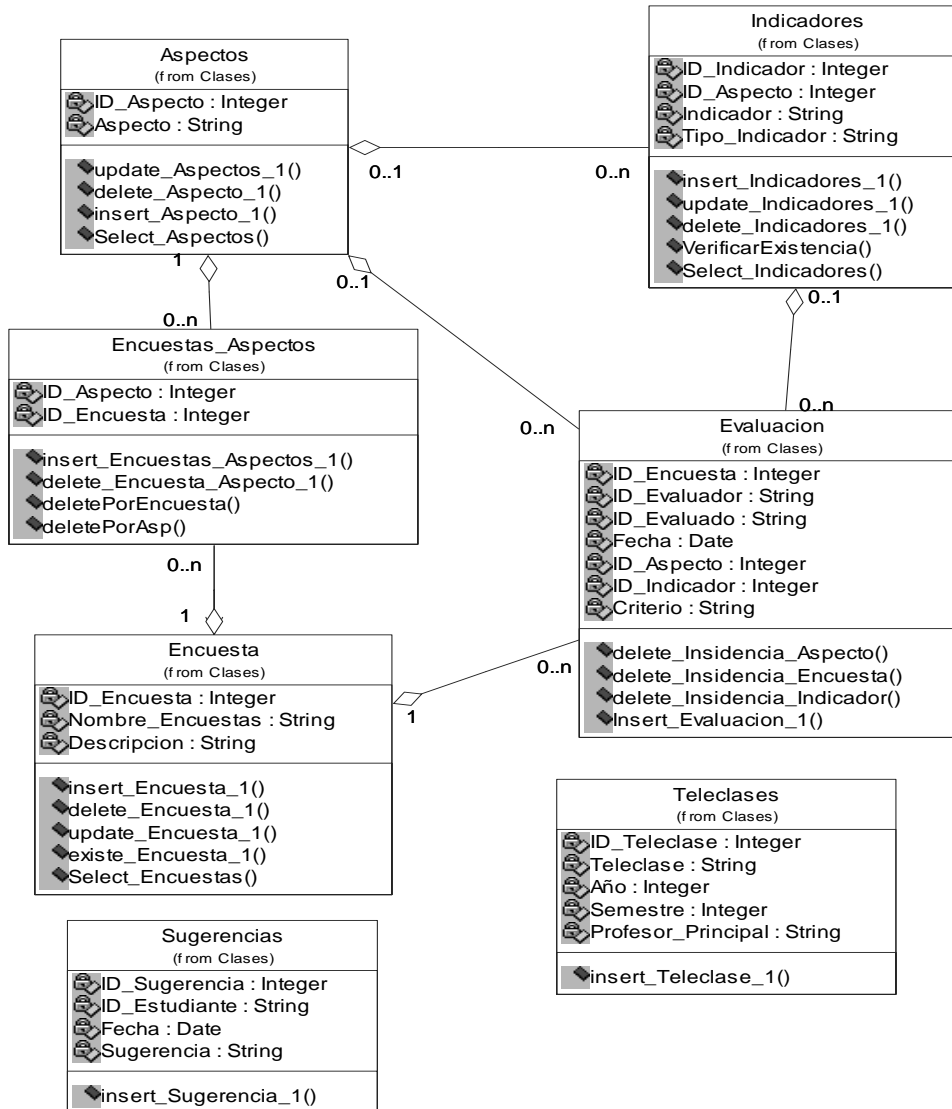 Aspectos
(from Clases)
ID_Aspecto : Integer
Aspecto : String
update_Aspectos_1()
delete_Aspecto_1()
insert_Aspecto_1()
Select_Aspectos()
Indicadores
(from Clases)
ID_Indicador : Integer
ID_Aspecto : Integer
Indicador : String
Tipo_Indicador : String
insert_Indicadores_1()
update_Indicadores_1()
delete_Indicadores_1()
VerificarExistencia()
Select_Indicadores()
0..1
0..n
1
0..n
0..1
0..n
0..1
0..n
Encuestas_Aspectos
(from Clases)
ID_Aspecto : Integer
ID_Encuesta : Integer
insert_Encuestas_Aspectos_1()
delete_Encuesta_Aspecto_1()
deletePorEncuesta()
deletePorAsp()
Evaluacion
(from Clases)
ID_Encuesta : Integer
ID_Evaluador : String
ID_Evaluado : String
Fecha : Date
ID_Aspecto : Integer
ID_Indicador : Integer
Criterio : String
delete_Insidencia_Aspecto()
delete_Insidencia_Encuesta()
delete_Insidencia_Indicador()
Insert_Evaluacion_1()
0..n
1
0..n
1
Encuesta
(from Clases)
ID_Encuesta : Integer
Nombre_Encuestas : String
Descripcion : String
insert_Encuesta_1()
delete_Encuesta_1()
update_Encuesta_1()
existe_Encuesta_1()
Select_Encuestas()
Teleclases
(from Clases)
ID_Teleclase : Integer
Teleclase : String
Año : Integer
Semestre : Integer
Profesor_Principal : String
insert_Teleclase_1()
Sugerencias
(from Clases)
ID_Sugerencia : Integer
ID_Estudiante : String
Fecha : Date
Sugerencia : String
insert_Sugerencia_1()